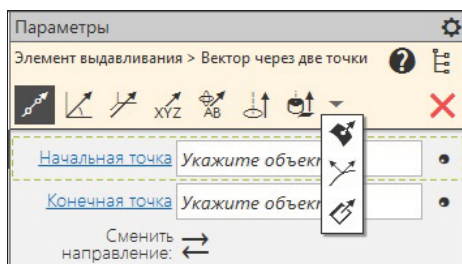 Параметры
Элемент выдавливания > Вектор через две точки
XYZ AB
Начальная точка Укажите объект
Конечная точка Укажите объект
Сменить
направление: